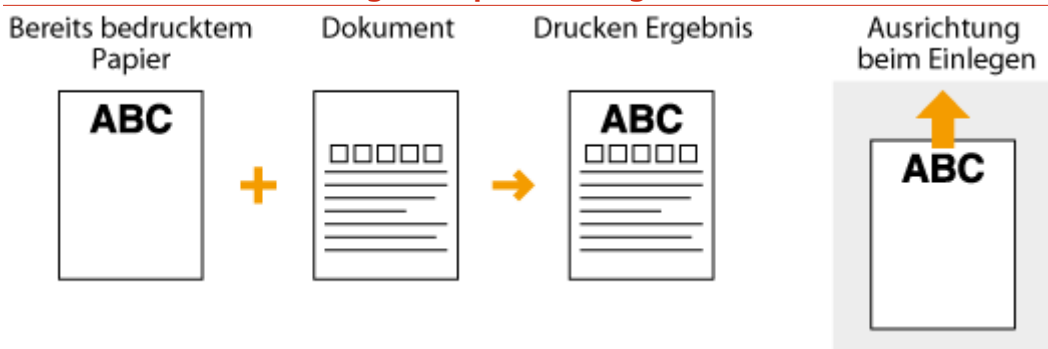 Bereits bedrucktem
Papier
Dokument
Drucken Ergebnis
Ausrichtung
beim Einlegen
ABC
ABC
ABC